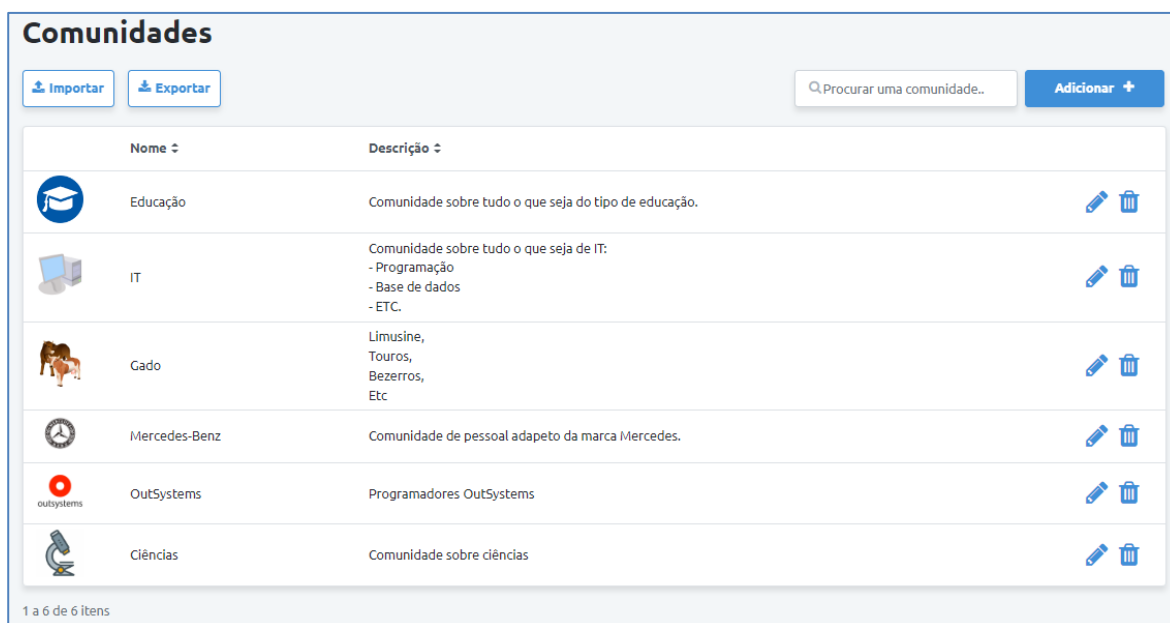 Comunidades
Importar
Exportar
Procurar uma comunidade..
Adicionar +
Nome
Descrição
Educação
Comunidade sobre tudo o que seja do tipo de educação.
IT
Comunidade sobre tudo o que seja de IT:
- Programação
- Base de dados
- ETC.
Gado
Limusine,
Touros,
Bezerros,
Etc
Mercedes-Benz
Comunidade de pessoal adapeto da marca Mercedes.
outsystems
OutSystems
Programadores OutSystems
Ciências
Comunidade sobre ciências
1 a 6 de 6 itens